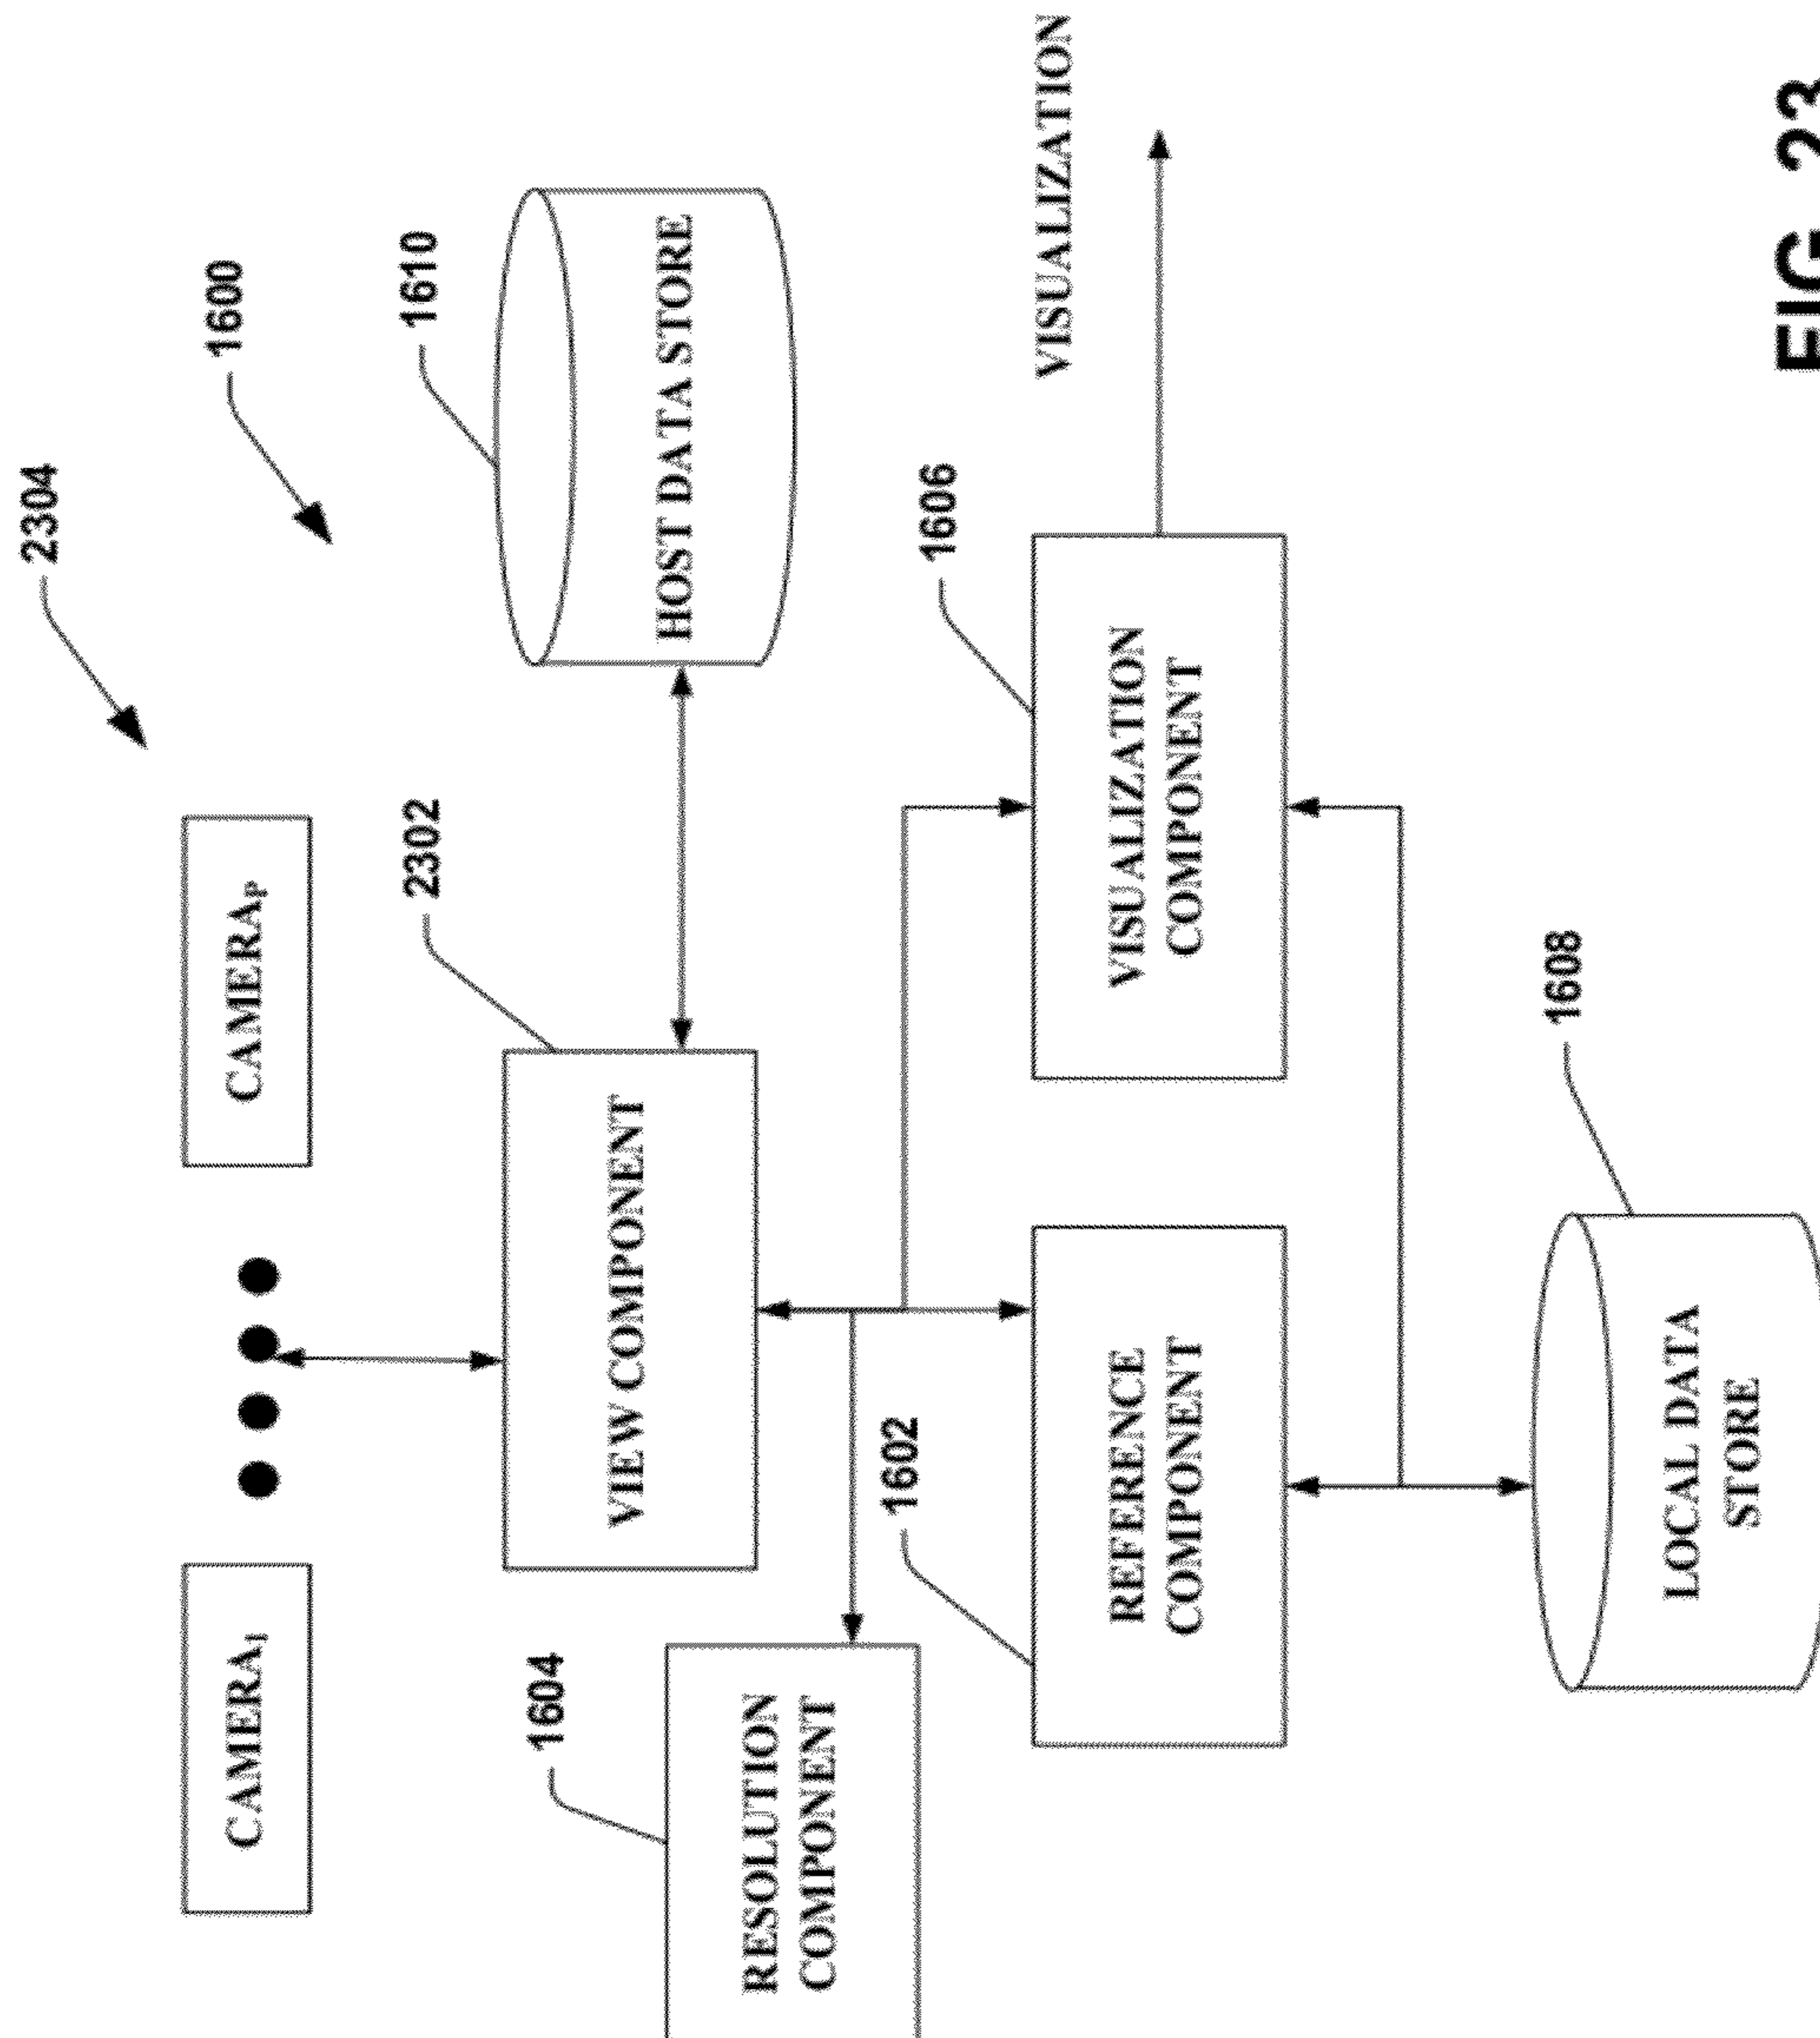 2304
CAMERA₁
CAMERAₚ
1600
2302
1610
VIEW COMPONENT
HOST DATA STORE
1604
RESOLUTION
COMPONENT
1602
REFERENCE
COMPONENT
1606
VISUALIZATION
COMPONENT
VISUALIZATION
1608
LOCAL DATA
STORE
FIG. 23